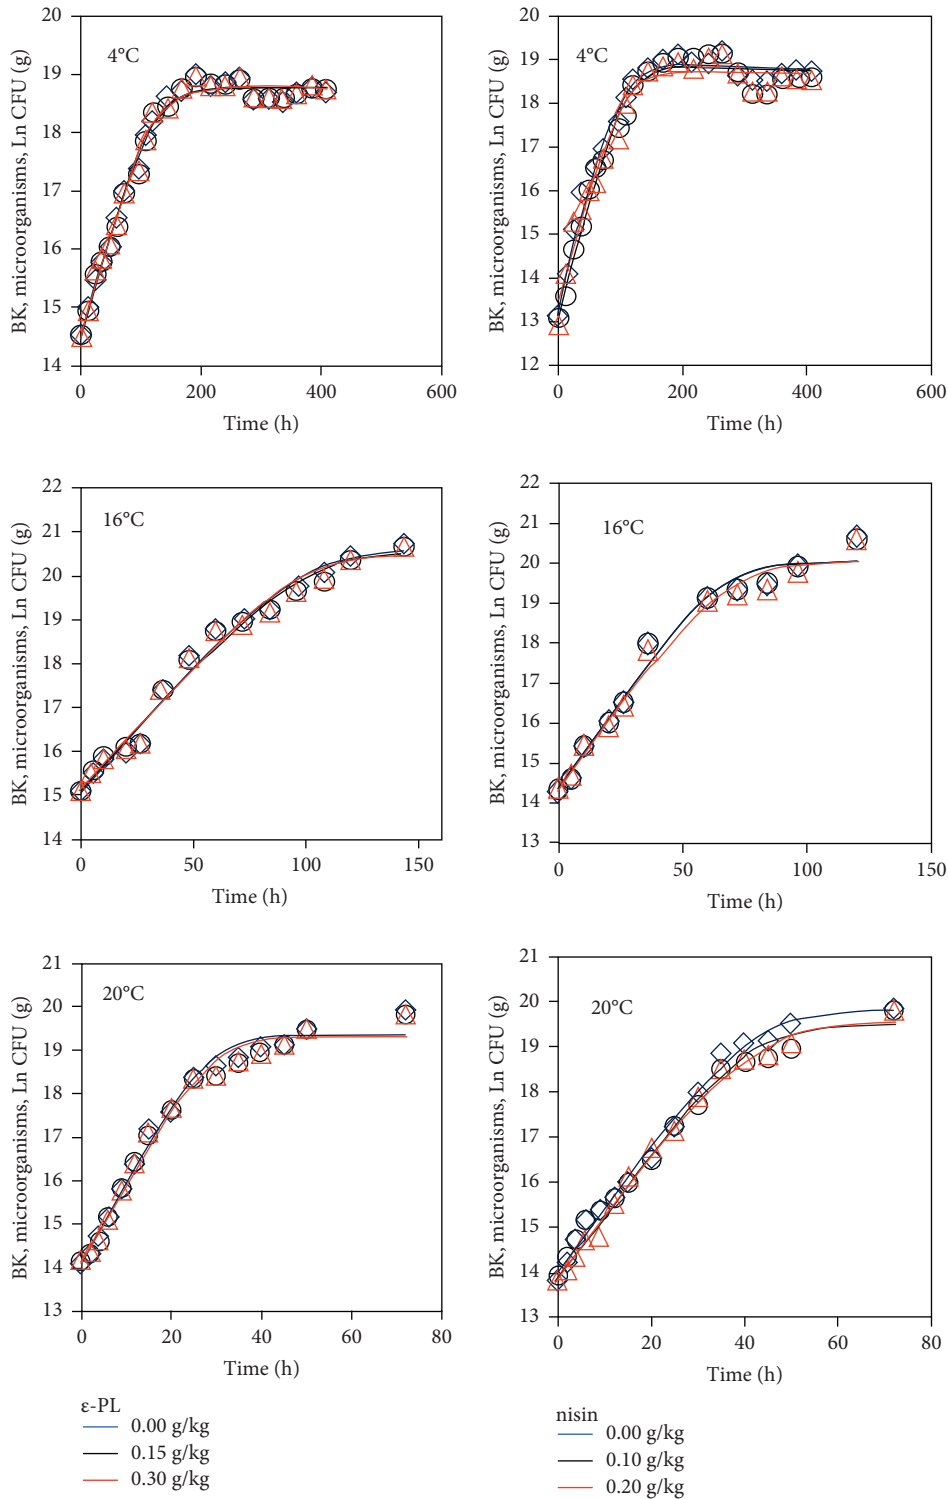 4°C
BK, microorganisms, Ln CFU (g)
20
19
18
17
16
15
14
0 200 400 600
Time (h)
4°C
BK, microorganisms, Ln CFU (g)
20
19
18
17
16
15
14
13
12
0 200 400 600
Time (h)
16°C
BK, microorganisms, Ln CFU (g)
22
21
20
19
18
17
16
15
14
0 50 100 150
Time (h)
16°C
BK, microorganisms, Ln CFU (g)
22
21
20
19
18
17
16
15
14
13
0 50 100 150
Time (h)
20°C
BK, microorganisms, Ln CFU (g)
21
20
19
18
17
16
15
14
13
0 20 40 60 80
Time (h)
20°C
BK, microorganisms, Ln CFU (g)
21
20
19
18
17
16
15
14
13
0 20 40 60 80
Time (h)
ε-PL
0.00 g/kg
0.15 g/kg
0.30 g/kg
nisin
0.00 g/kg
0.10 g/kg
0.20 g/kg